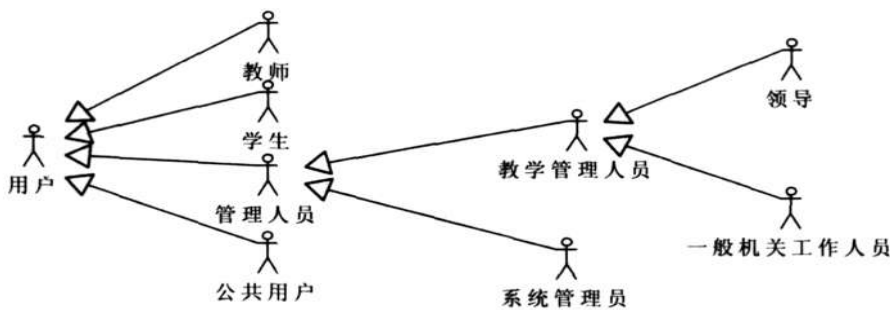 教师
领导
学生
用户
教学管理人员
管理人员
一般机关工作人员
公共用户
系统管理员